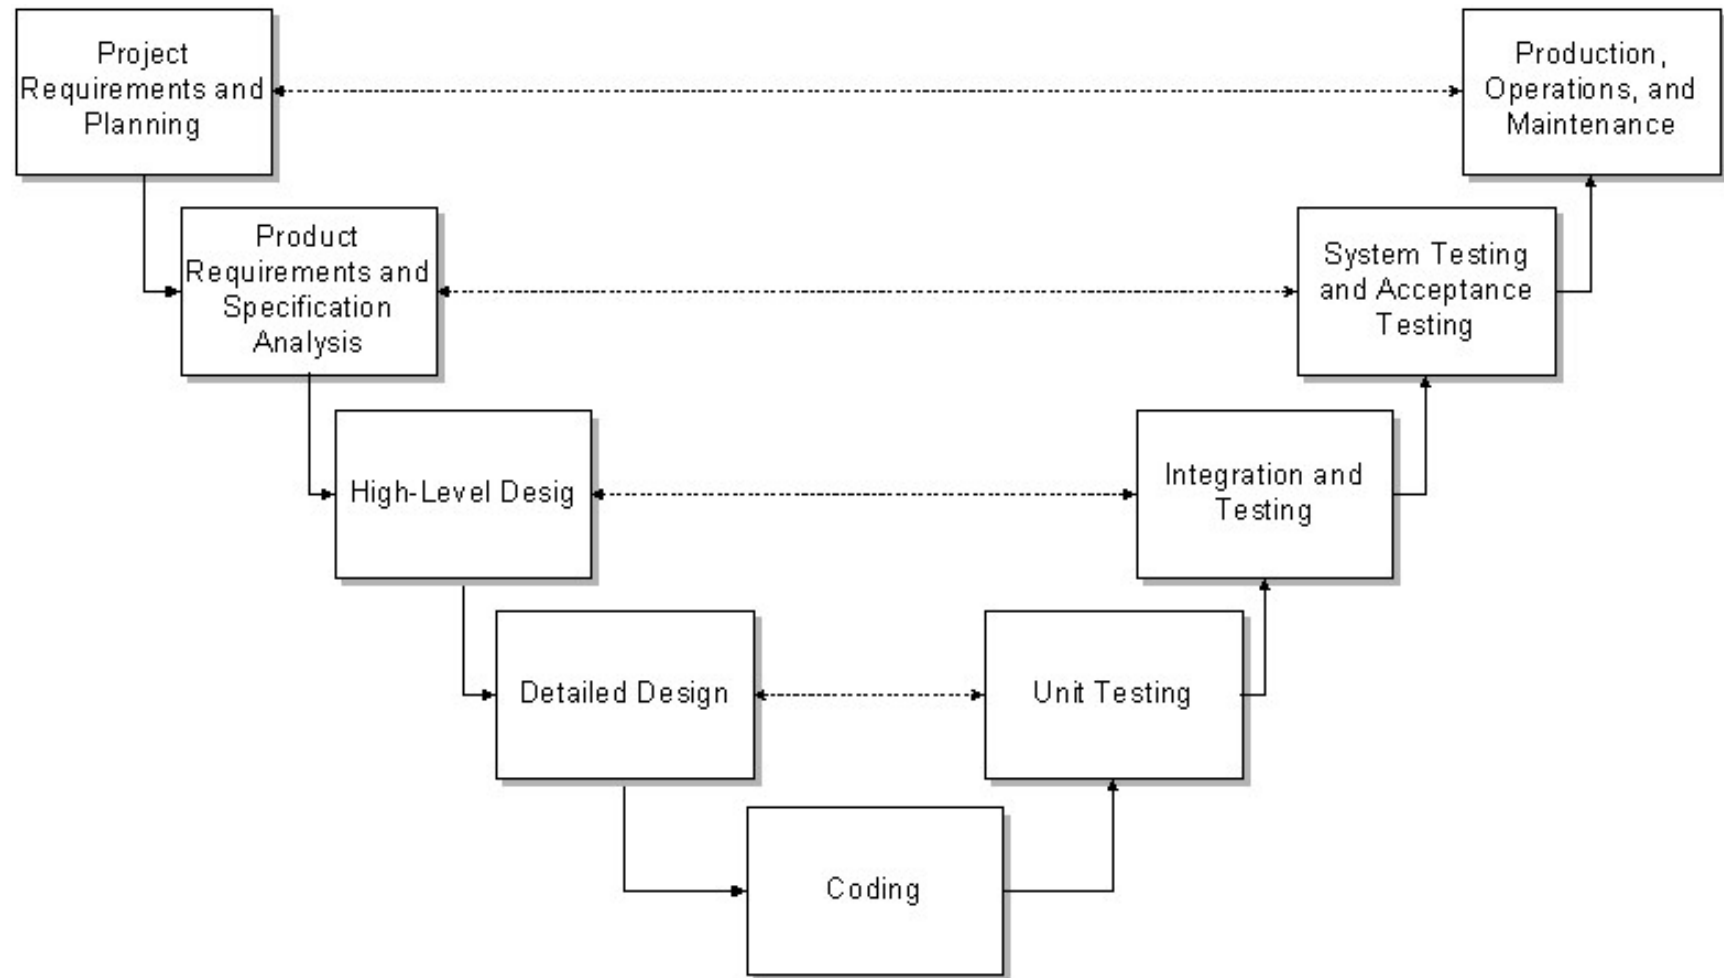 Project
Requirements and
Planning
Production,
Operations, and
Maintenance
Product
Requirements and
Specification
Analysis
System Testing
and Acceptance
Testing
High-Level Desig
Integration and
Testing
Detailed Design
Unit Testing
Coding